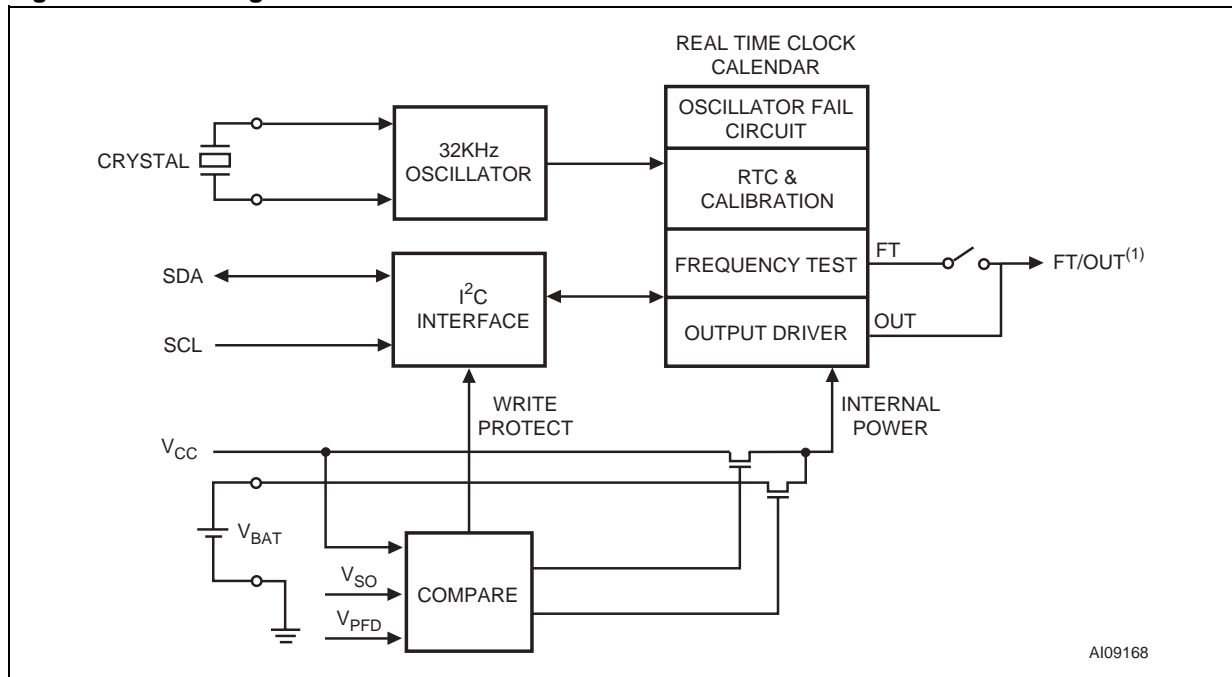 REAL TIME CLOCK
CALENDAR
OSCILLATOR FAIL
CIRCUIT
CRYSTAL
32KHz
OSCILLATOR
RTC &
CALIBRATION
FREQUENCY TEST
FT
FT/OUT(1)
SDA
I2C
INTERFACE
SCL
OUTPUT DRIVER
OUT
WRITE
PROTECT
INTERNAL
POWER
VCC
VBAT
VSO
COMPARE
VPFD
AI09168